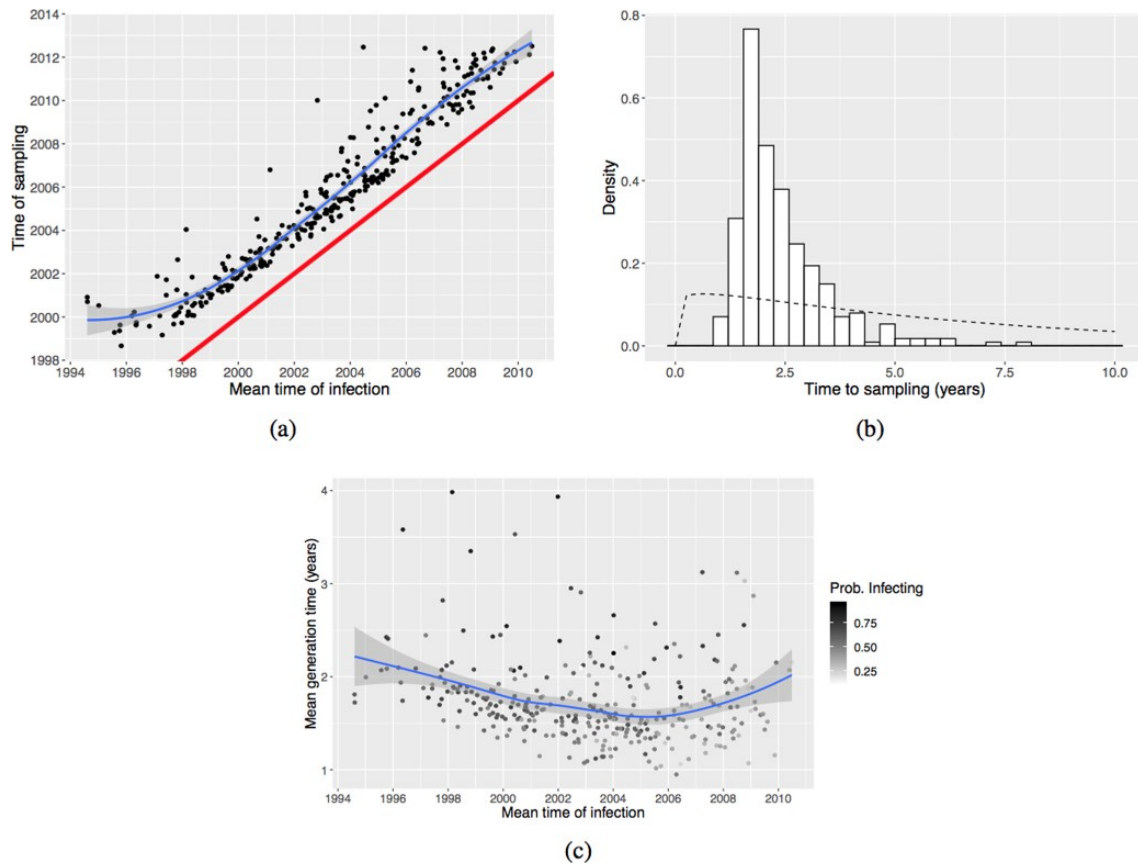 2014
2012
2010
2008
2006
2004
2002
2000
1998
Time of sampling
1994 1996 1998 2000 2002 2004 2006 2008 2010
Mean time of infection
(a)
0.8
0.6
0.4
0.2
0.0
Density
0.0 2.5 5.0 7.5 10.0
Time to sampling (years)
(b)
4
3
2
1
Mean generation time (years)
1994 1996 1998 2000 2002 2004 2006 2008 2010
Mean time of infection
Prob. Infecting
0.75
0.50
0.25
(c)